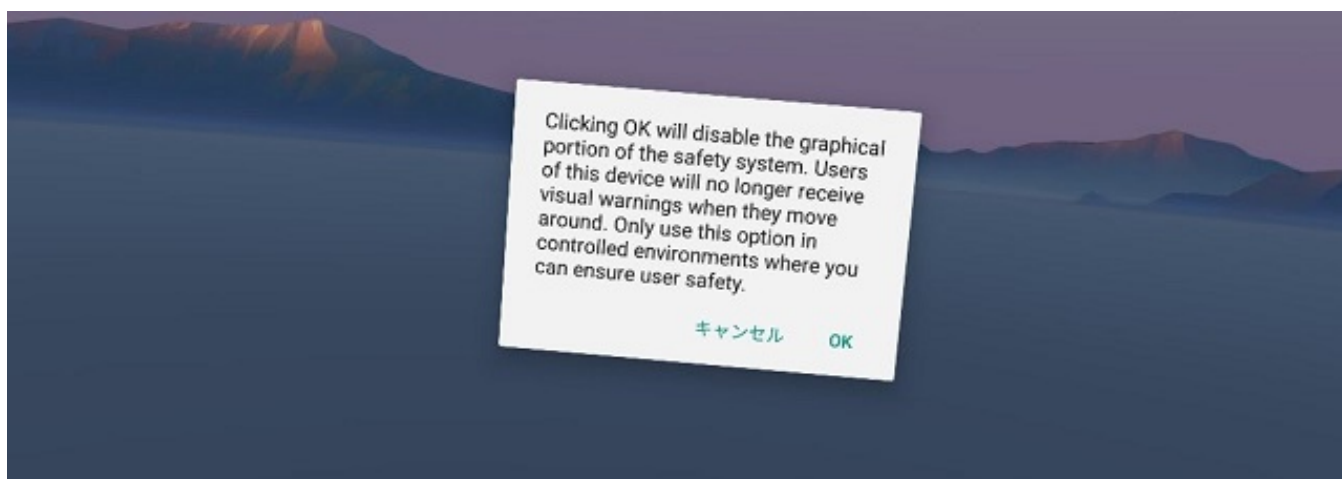 Clicking OK will disable the graphical
portion of the safety system. Users
of this device will no longer receive
visual warnings when they move
around. Only use this option in
controlled environments where you
can ensure user safety.
キャンセル OK